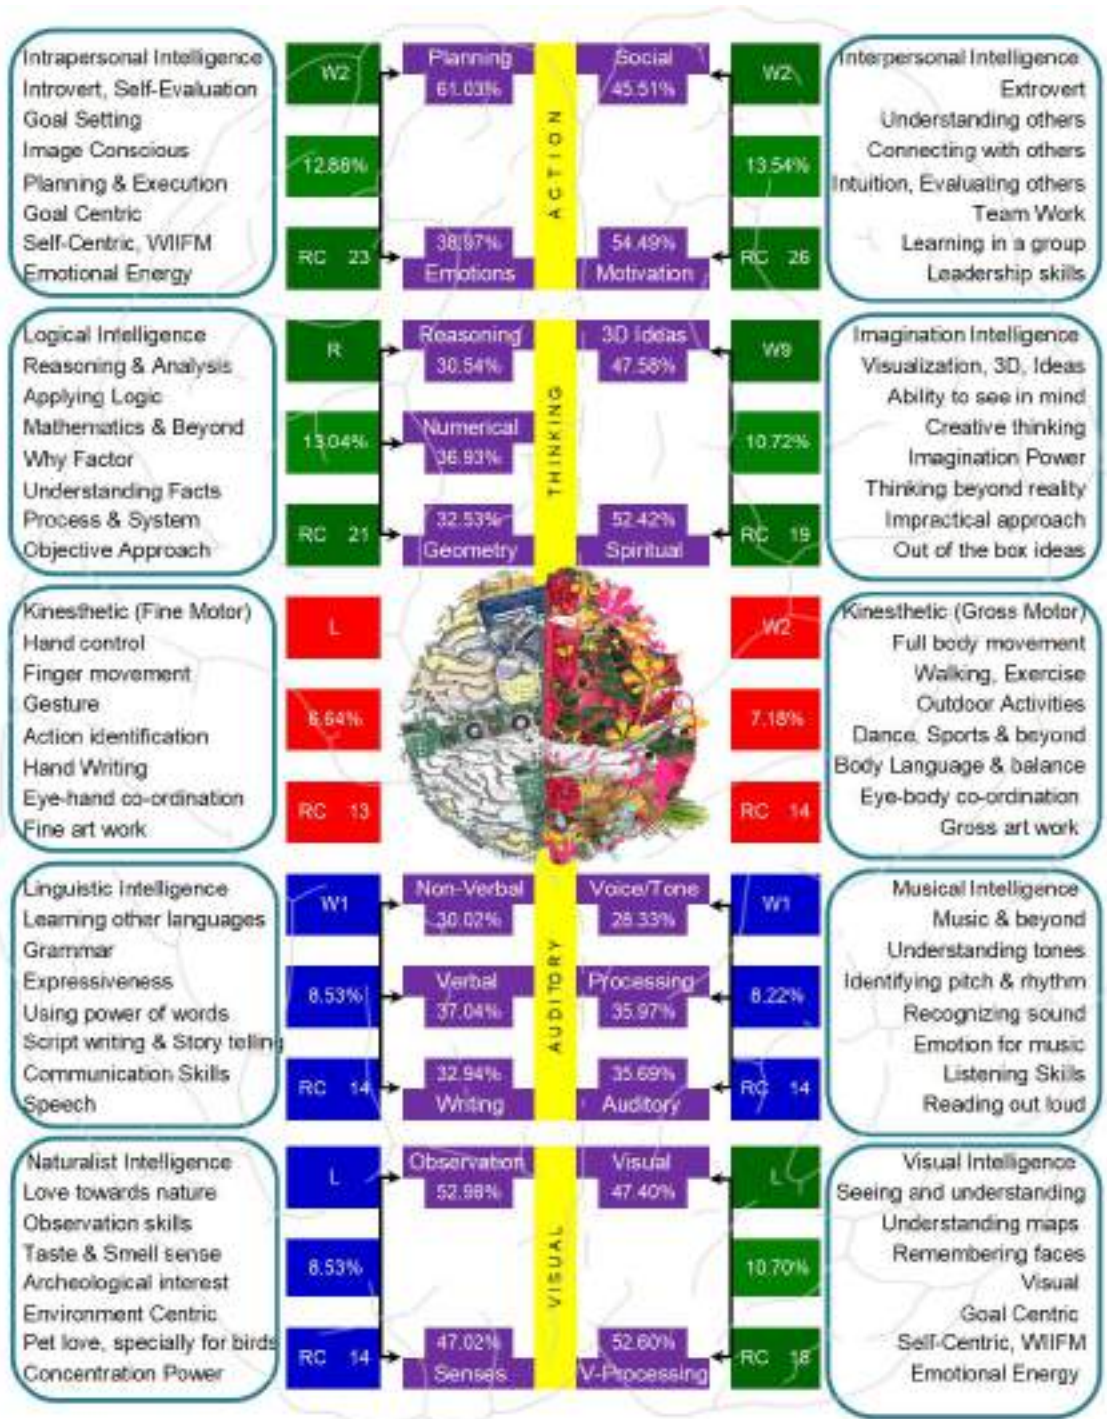 Intrapersonal Intelligence
Introvert, Self-Evaluation
Goal Setting
Image Conscious
Planning & Execution
Goal Centric
Self-Centric, WIIFM
Emotional Energy
W2
12.88%
RC 23
Planning
61.03%
38.97%
Emotions
ACTION
Social
45.51%
54.49%
Motivation
W2
13.54%
RC 26
Interpersonal Intelligence
Extrovert
Understanding others
Connecting with others
Intuition, Evaluating others
Team Work
Learning in a group
Leadership skills
Logical Intelligence
Reasoning & Analysis
Applying Logic
Mathematics & Beyond
Why Factor
Understanding Facts
Process & System
Objective Approach
R
13.04%
RC 21
Reasoning
30.54%
Numerical
36.93%
32.53%
Geometry
THINKING
3D Ideas
47.58%
52.42%
Spiritual
W9
10.72%
RC 19
Imagination Intelligence
Visualization, 3D, Ideas
Ability to see in mind
Creative thinking
Imagination Power
Thinking beyond reality
Impractical approach
Out of the box ideas
Kinesthetic (Fine Motor)
Hand control
Finger movement
Gesture
Action identification
Hand Writing
Eye-hand co-ordination
Fine art work
L
6.64%
RC 13
W2
7.18%
RC 14
Kinesthetic (Gross Motor)
Full body movement
Walking, Exercise
Outdoor Activities
Dance, Sports & beyond
Body Language & balance
Eye-body co-ordination
Gross art work
Linguistic Intelligence
Learning other languages
Grammar
Expressiveness
Using power of words
Script writing & Story telling
Communication Skills
Speech
W1
8.53%
RC 14
Non-Verbal
30.02%
Verbal
37.04%
32.94%
Writing
AUDITORY
Voice/Tone
28.33%
Processing
35.97%
35.69%
Auditory
W1
8.22%
RC 14
Musical Intelligence
Music & beyond
Understanding tones
Identifying pitch & rhythm
Recognizing sound
Emotion for music
Listening Skills
Reading out loud
Naturalist Intelligence
Love towards nature
Observation skills
Taste & Smell sense
Archeological interest
Environment Centric
Pet love, specially for birds
Concentration Power
L
8.53%
RC 14
Observation
52.98%
47.02%
Senses
VISUAL
Visual
47.40%
52.60%
V-Processing
L
10.70%
RC 18
Visual Intelligence
Seeing and understanding
Understanding maps
Remembering faces
Visual
Goal Centric
Self-Centric, WIIFM
Emotional Energy